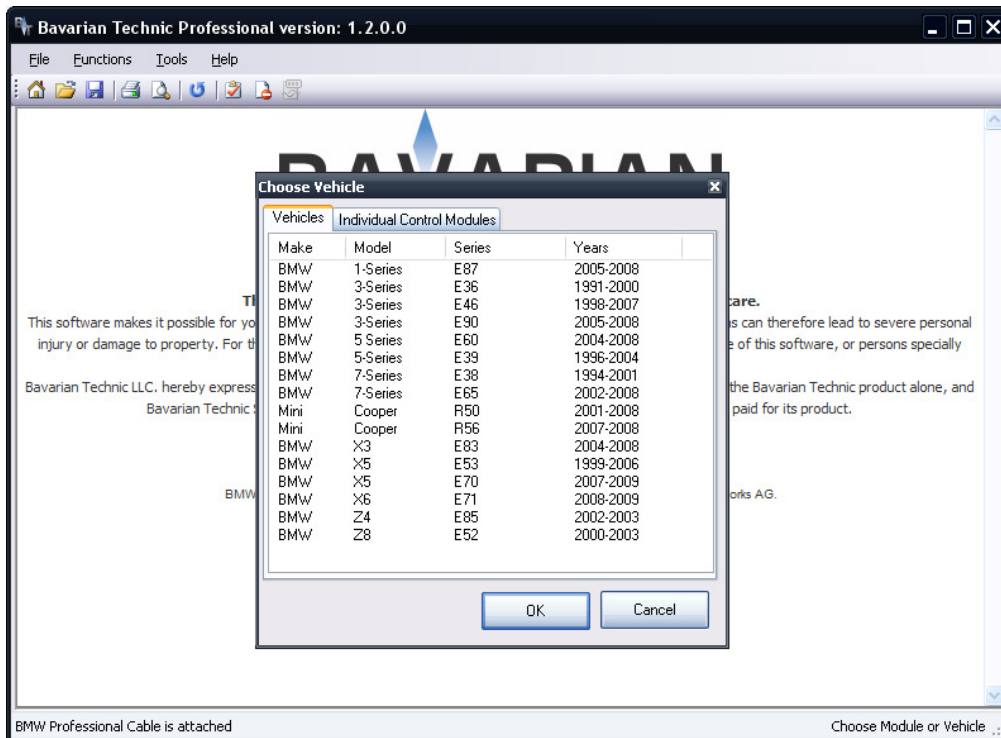 Bavarian Technic Professional version: 1.2.0.0
File Functions Tools Help
BAVARIAN
Choose Vehicle
Vehicles Individual Control Modules
Make Model Series Years
BMW 1-Series E87 2005-2008
BMW 3-Series E36 1991-2000
BMW 3-Series E46 1998-2007
BMW 3-Series E90 2005-2008
BMW 5 Series E60 2004-2008
BMW 5-Series E39 1996-2004
BMW 7-Series E38 1994-2001
BMW 7-Series E65 2002-2008
Mini Cooper R50 2001-2008
Mini Cooper R56 2007-2008
BMW X3 E83 2004-2008
BMW X5 E53 1999-2006
BMW X5 E70 2007-2009
BMW X6 E71 2008-2009
BMW Z4 E85 2002-2003
BMW Z8 E52 2000-2003
OK Cancel
care.
This software makes it possible for as can therefore lead to severe personal
injury or damage to property. For of this software, or persons specially
Bavarian Technic LLC. hereby the Bavarian Technic product alone, and
Bavarian Technic paid for its product.
BMW AG.
BMW Professional Cable is attached Choose Module or Vehicle